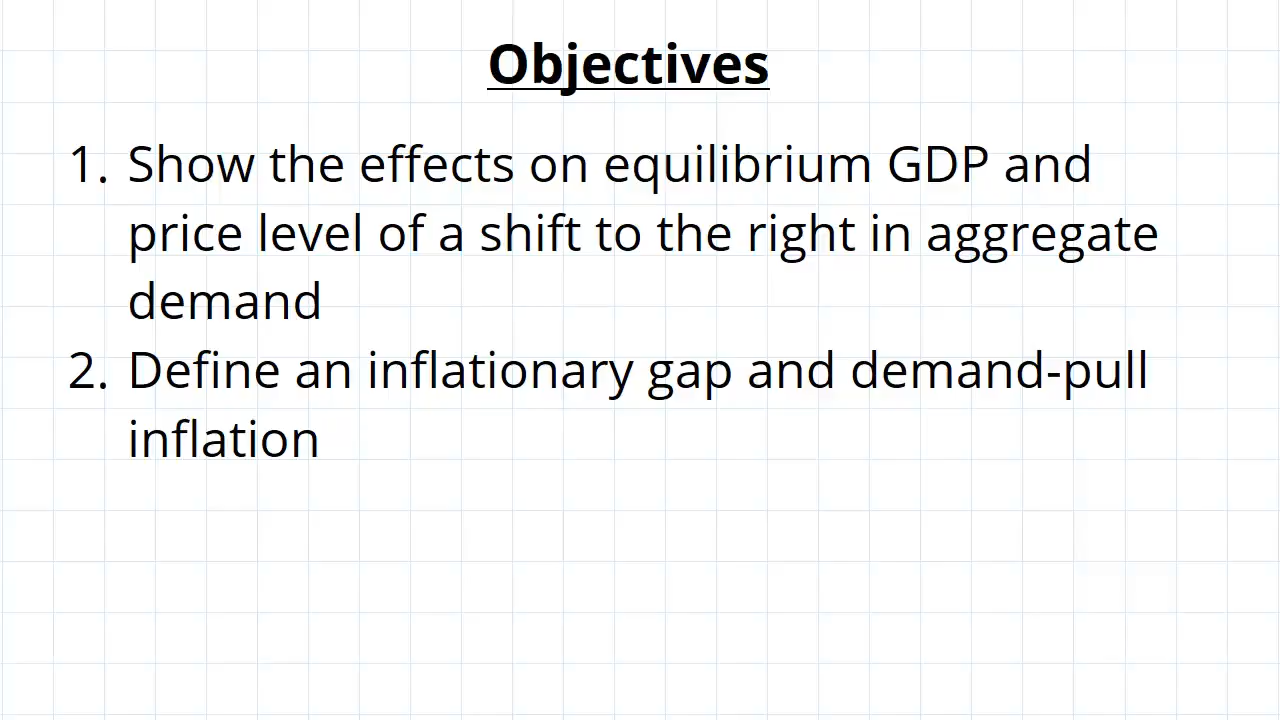 Objectives
1. Show the effects on equilibrium GDP and
price level of a shift to the right in aggregate
demand
2. Define an inflationary gap and demand-pull
inflation